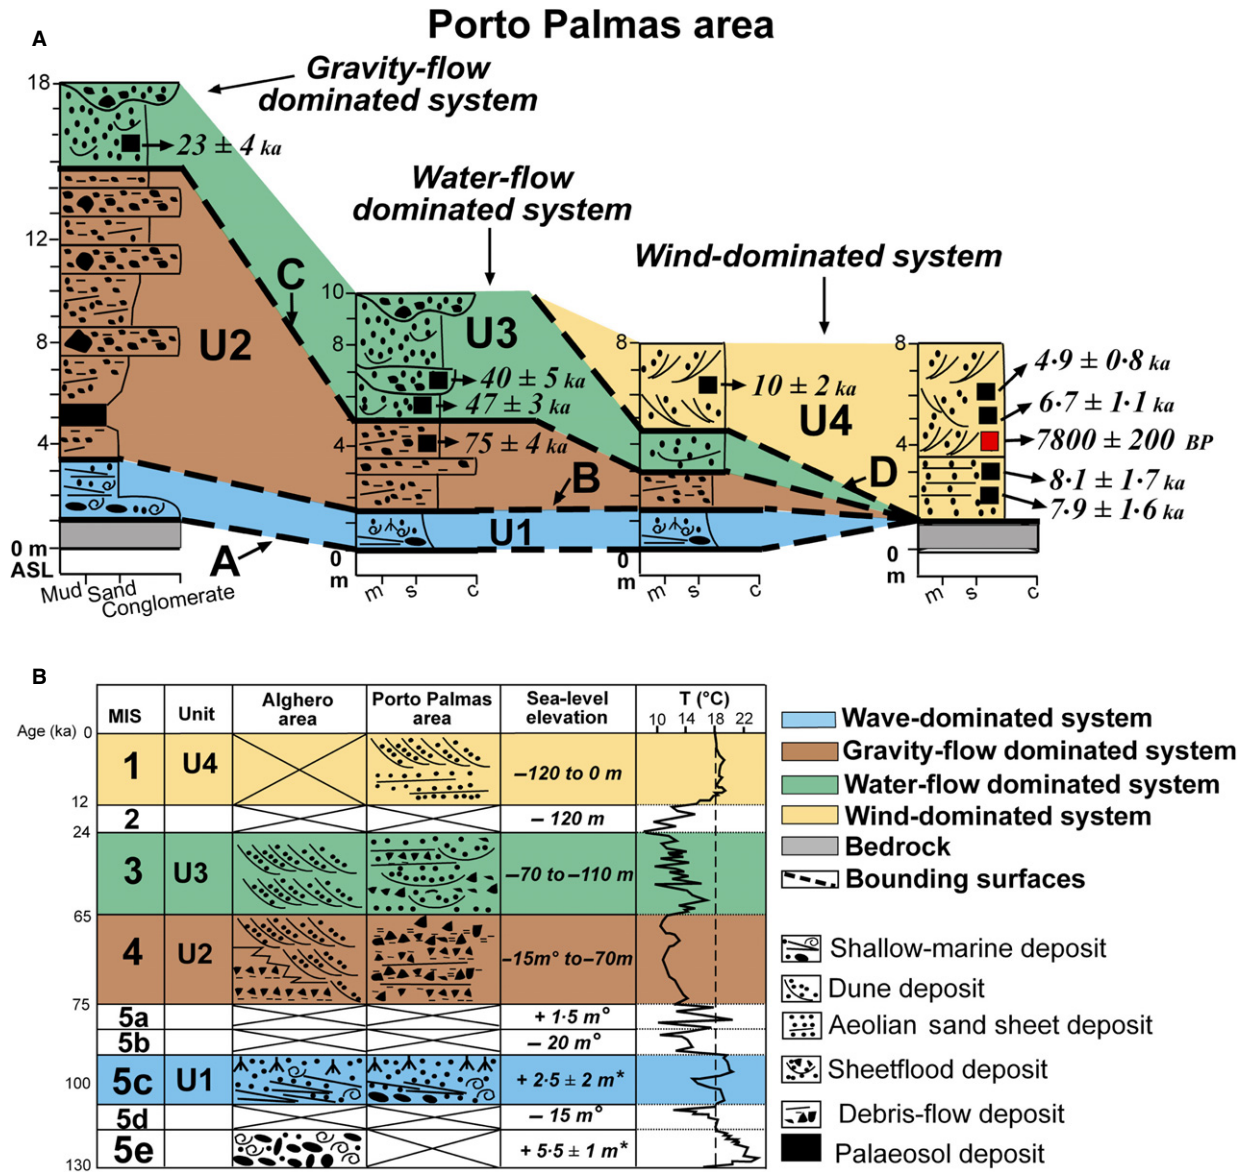 Porto Palmas area
A
Gravity-flow
dominated system
18
23 ± 4 ka
Water-flow
dominated system
12
C
Wind-dominated system
10
U3
U2
8
8
8
8
4·9 ± 0·8 ka
40 ± 5 ka
10 ± 2 ka
47 ± 3 ka
U4
6·7 ± 1·1 ka
75 ± 4 ka
4
4
4
4
7800 ± 200 BP
B
D
8·1 ± 1·7 ka
7·9 ± 1·6 ka
U1
A
0 m
ASL
0
m
0
m
0
m
Mud Sand
Conglomerate
m s c
m s c
m s c
B
MIS
Unit
Alghero
area
Porto Palmas
area
Sea-level
elevation
T (°C)
10 14 18 22
Age (ka) 0
1 U4 –120 to 0 m
12
2 – 120 m
24
3 U3 –70 to –110 m
65
4 U2 –15m° to –70m
75
5a + 1·5 m°
5b – 20 m°
100 5c U1 + 2·5 ± 2 m*
5d – 15 m°
5e + 5·5 ± 1 m*
130
Wave-dominated system
Gravity-flow dominated system
Water-flow dominated system
Wind-dominated system
Bedrock
Bounding surfaces
Shallow-marine deposit
Dune deposit
Aeolian sand sheet deposit
Sheetflood deposit
Debris-flow deposit
Palaeosol deposit